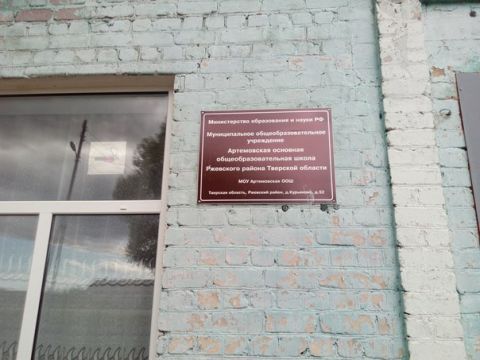 Министерство образования и науки РФ
Муниципальное общеобразовательное
учреждение
Артемовская основная
общеобразовательная школа
Ржевского района Тверской области
МОУ Артемовская ООШ
Тверская область, Ржевский район, д.Курьяново, д.52